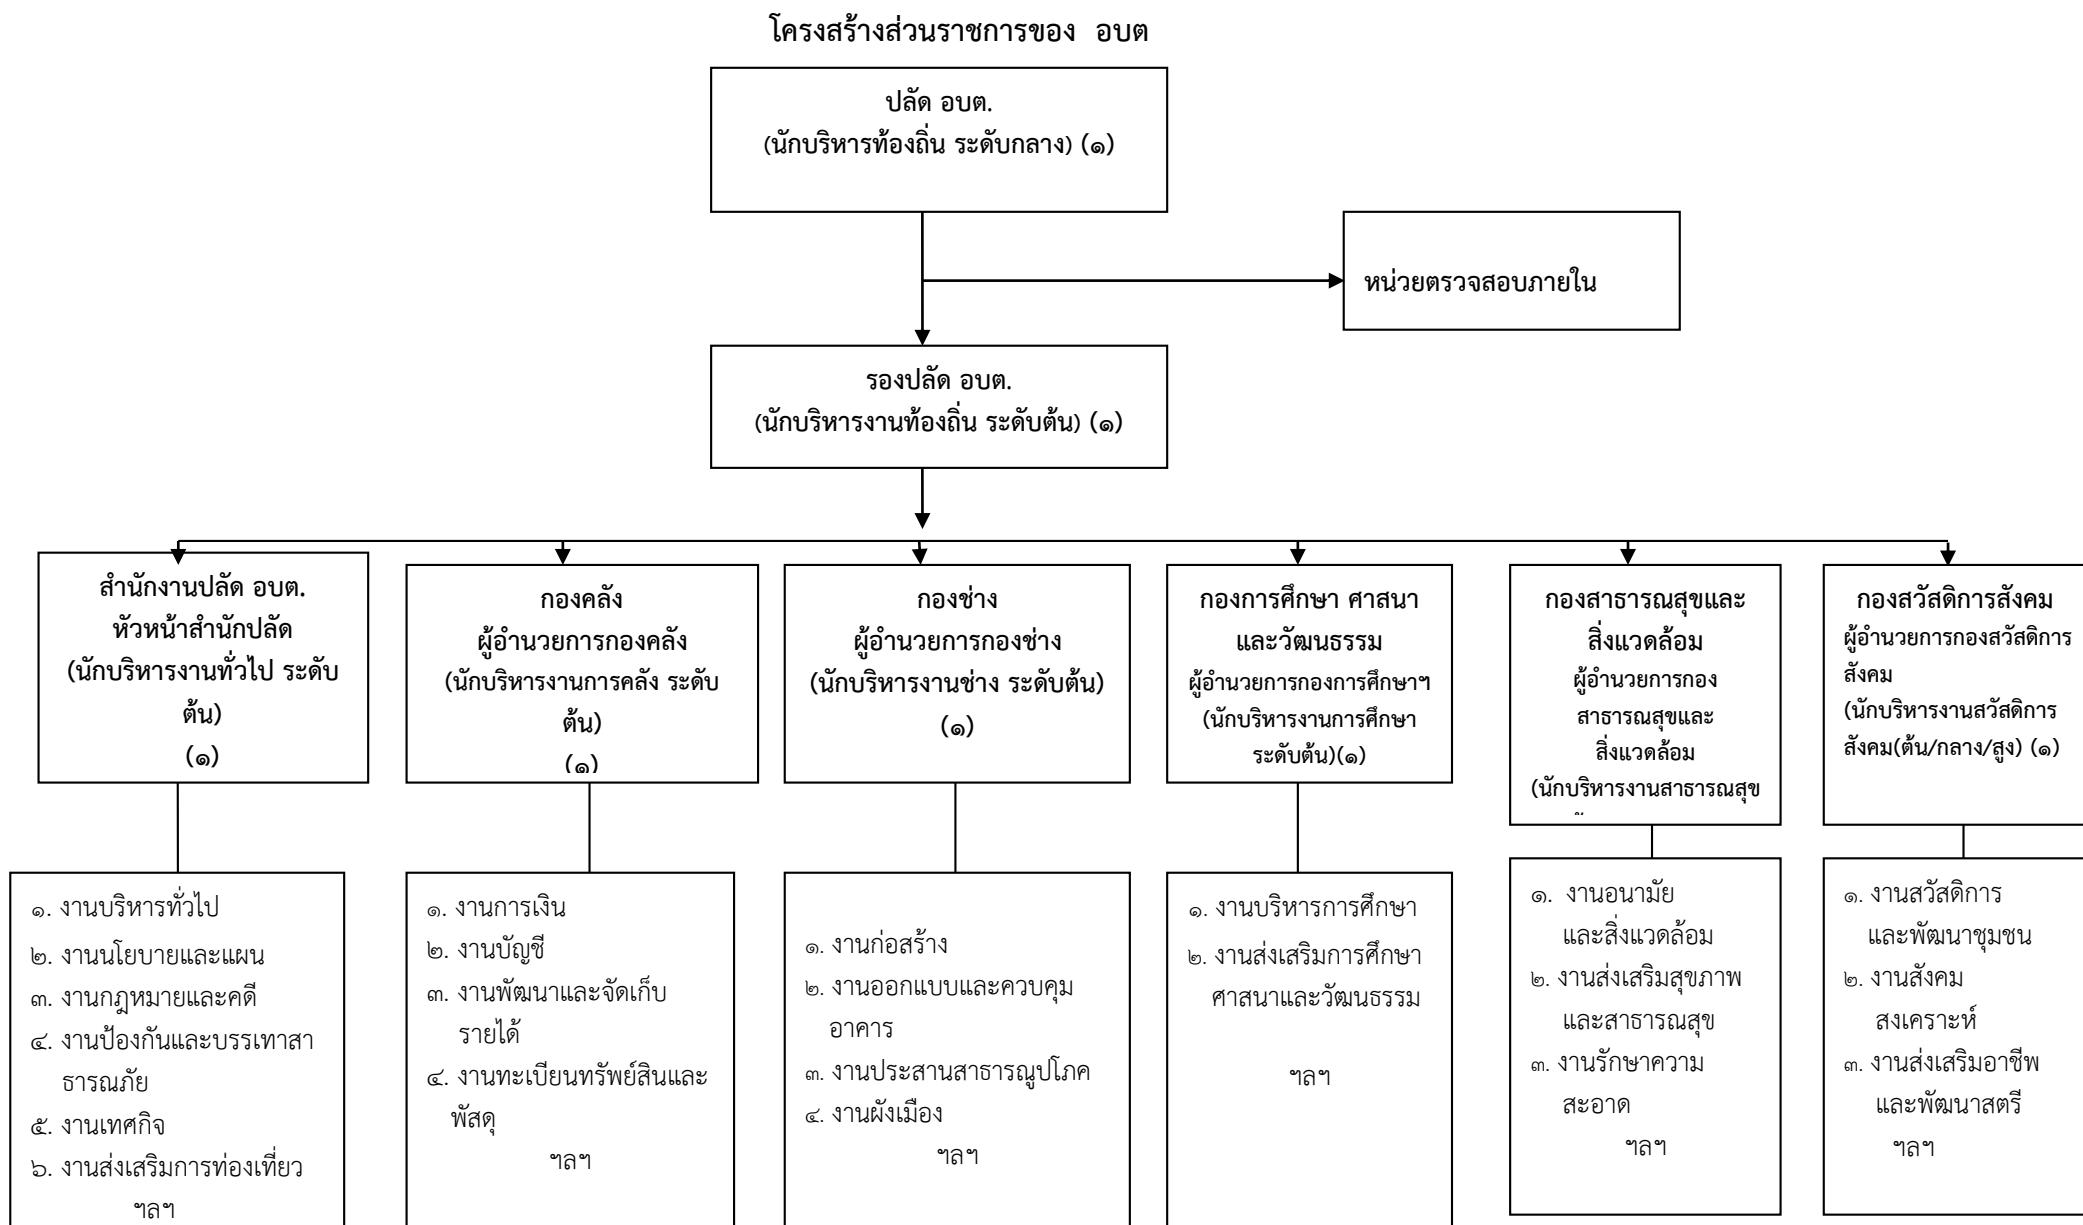 โครงสร้างส่วนราชการของ อบต
ปลัด อบต.
(นักบริหารท้องถิ่น ระดับกลาง) (๑)
หน่วยตรวจสอบภายใน
รองปลัด อบต.
(นักบริหารงานท้องถิ่น ระดับต้น) (๑)
สำนักงานปลัด อบต.
หัวหน้าสำนักปลัด
(นักบริหารงานทั่วไป ระดับ
ต้น)
(๑)
กองคลัง
ผู้อำนวยการกองคลัง
(นักบริหารงานการคลัง ระดับ
ต้น)
(๑)
กองช่าง
ผู้อำนวยการกองช่าง
(นักบริหารงานช่าง ระดับต้น)
(๑)
กองการศึกษา ศาสนา
และวัฒนธรรม
ผู้อำนวยการกองการศึกษาฯ
(นักบริหารงานการศึกษา
ระดับต้น)(๑)
กองสาธารณสุขและ
สิ่งแวดล้อม
ผู้อำนวยการกอง
สาธารณสุขและ
สิ่งแวดล้อม
(นักบริหารงานสาธารณสุข
กองสวัสดิการสังคม
ผู้อำนวยการกองสวัสดิการ
สังคม
(นักบริหารงานสวัสดิการ
สังคม(ต้น/กลาง/สูง) (๑)
๑. งานบริหารทั่วไป
๒. งานนโยบายและแผน
๓. งานกฎหมายและคดี
๔. งานป้องกันและบรรเทาสา
ธารณภัย
๕. งานเทศกิจ
๖. งานส่งเสริมการท่องเที่ยว
ฯลฯ
๑. งานการเงิน
๒. งานบัญชี
๓. งานพัฒนาและจัดเก็บ
รายได้
๔. งานทะเบียนทรัพย์สินและ
พัสดุ
ฯลฯ
๑. งานก่อสร้าง
๒. งานออกแบบและควบคุม
อาคาร
๓. งานประสานสาธารณูปโภค
๔. งานผังเมือง
ฯลฯ
๑. งานบริหารการศึกษา
๒. งานส่งเสริมการศึกษา
ศาสนาและวัฒนธรรม
ฯลฯ
๑. งานอนามัย
และสิ่งแวดล้อม
๒. งานส่งเสริมสุขภาพ
และสาธารณสุข
๓. งานรักษาความ
สะอาด
ฯลฯ
๑. งานสวัสดิการ
และพัฒนาชุมชน
๒. งานสังคม
สงเคราะห์
๓. งานส่งเสริมอาชีพ
และพัฒนาสตรี
ฯลฯ